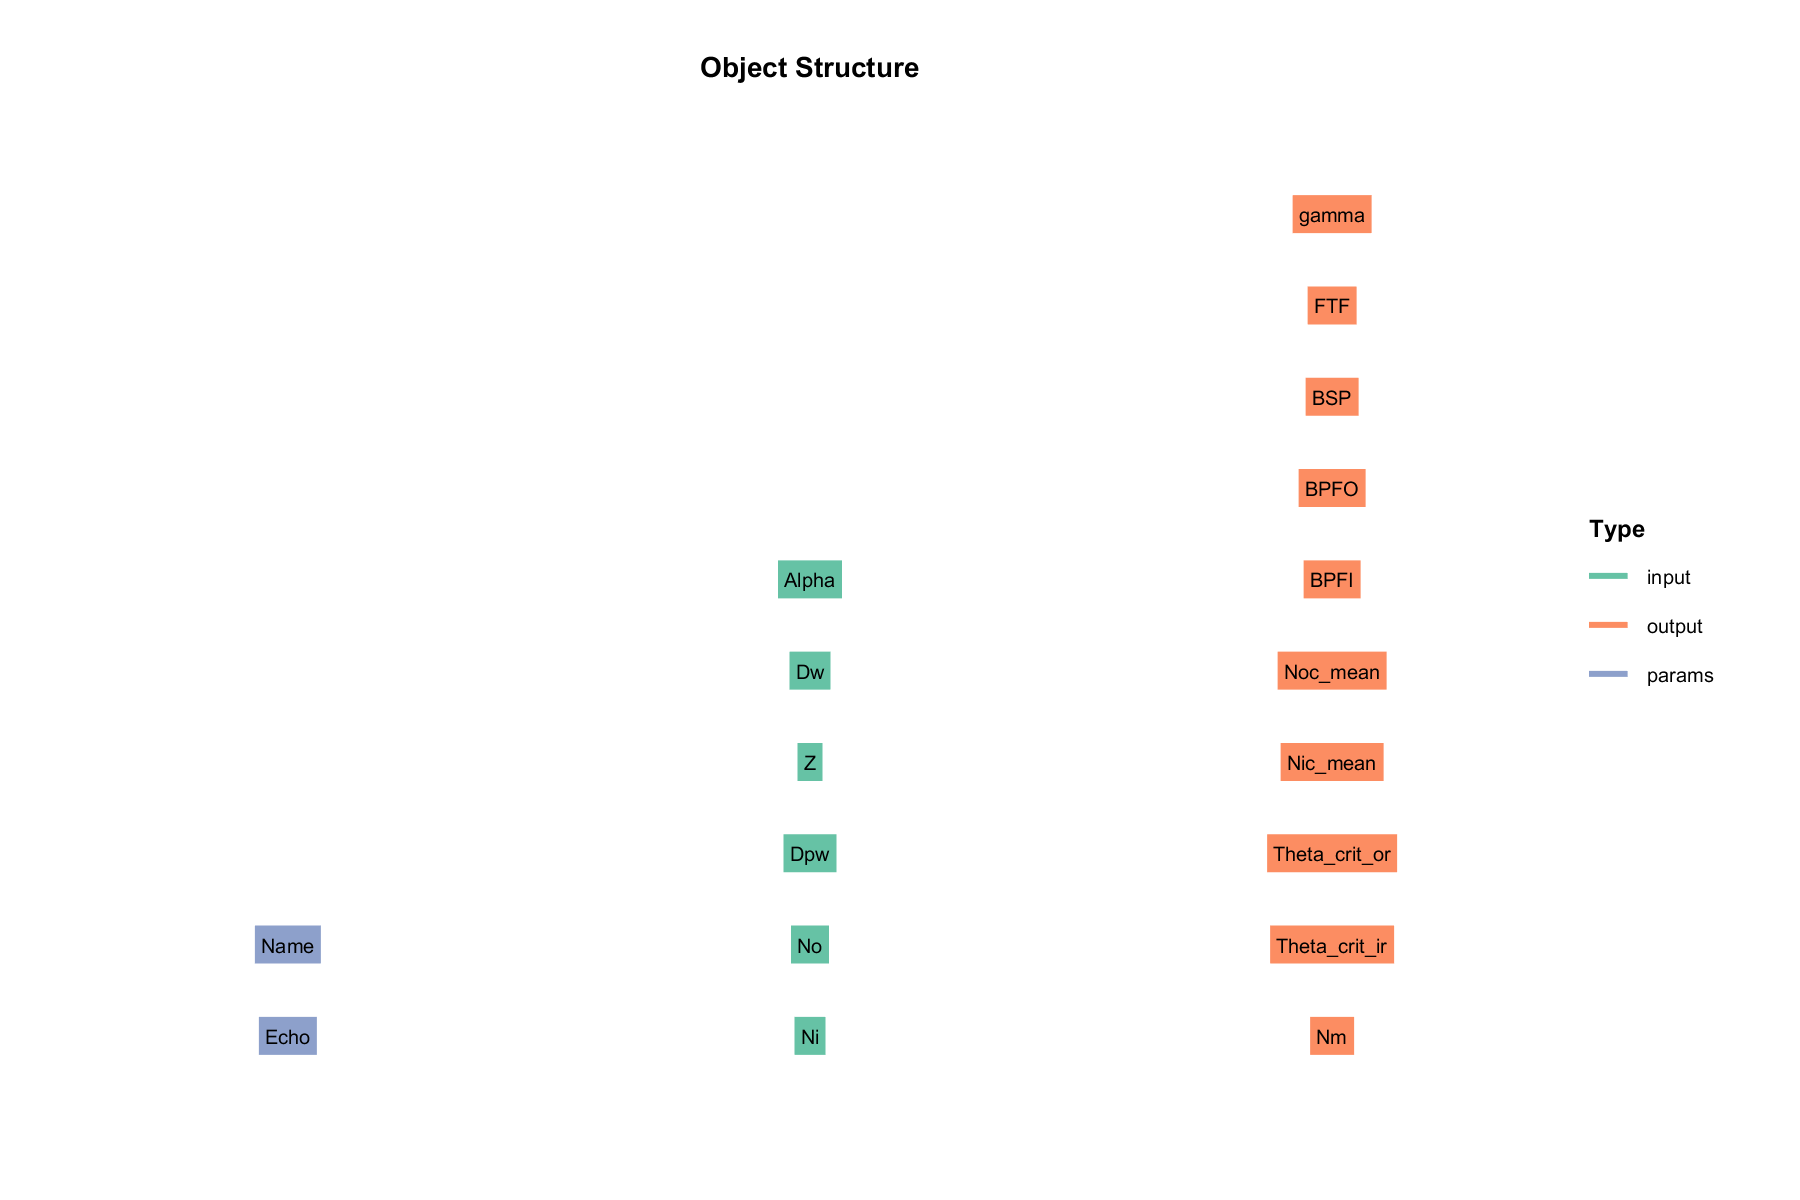 Object Structure
gamma
FTF
BSP
BPFO
Alpha
BPFI
Dw
Noc_mean
Z
Nic_mean
Dpw
Theta_crit_or
Name
No
Theta_crit_ir
Echo
Ni
Nm
Type
input
output
params